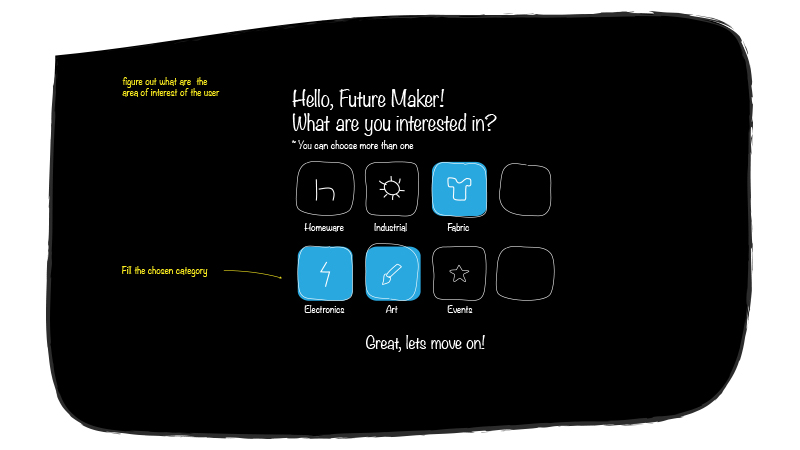 figure out what are the
area of interest of the user
Hello, Future Maker!
What are you interested in?
* You can choose more than one
Homeware Industrial Fabric
Fill the chosen category
Electronics Art Events
Great, lets move on!